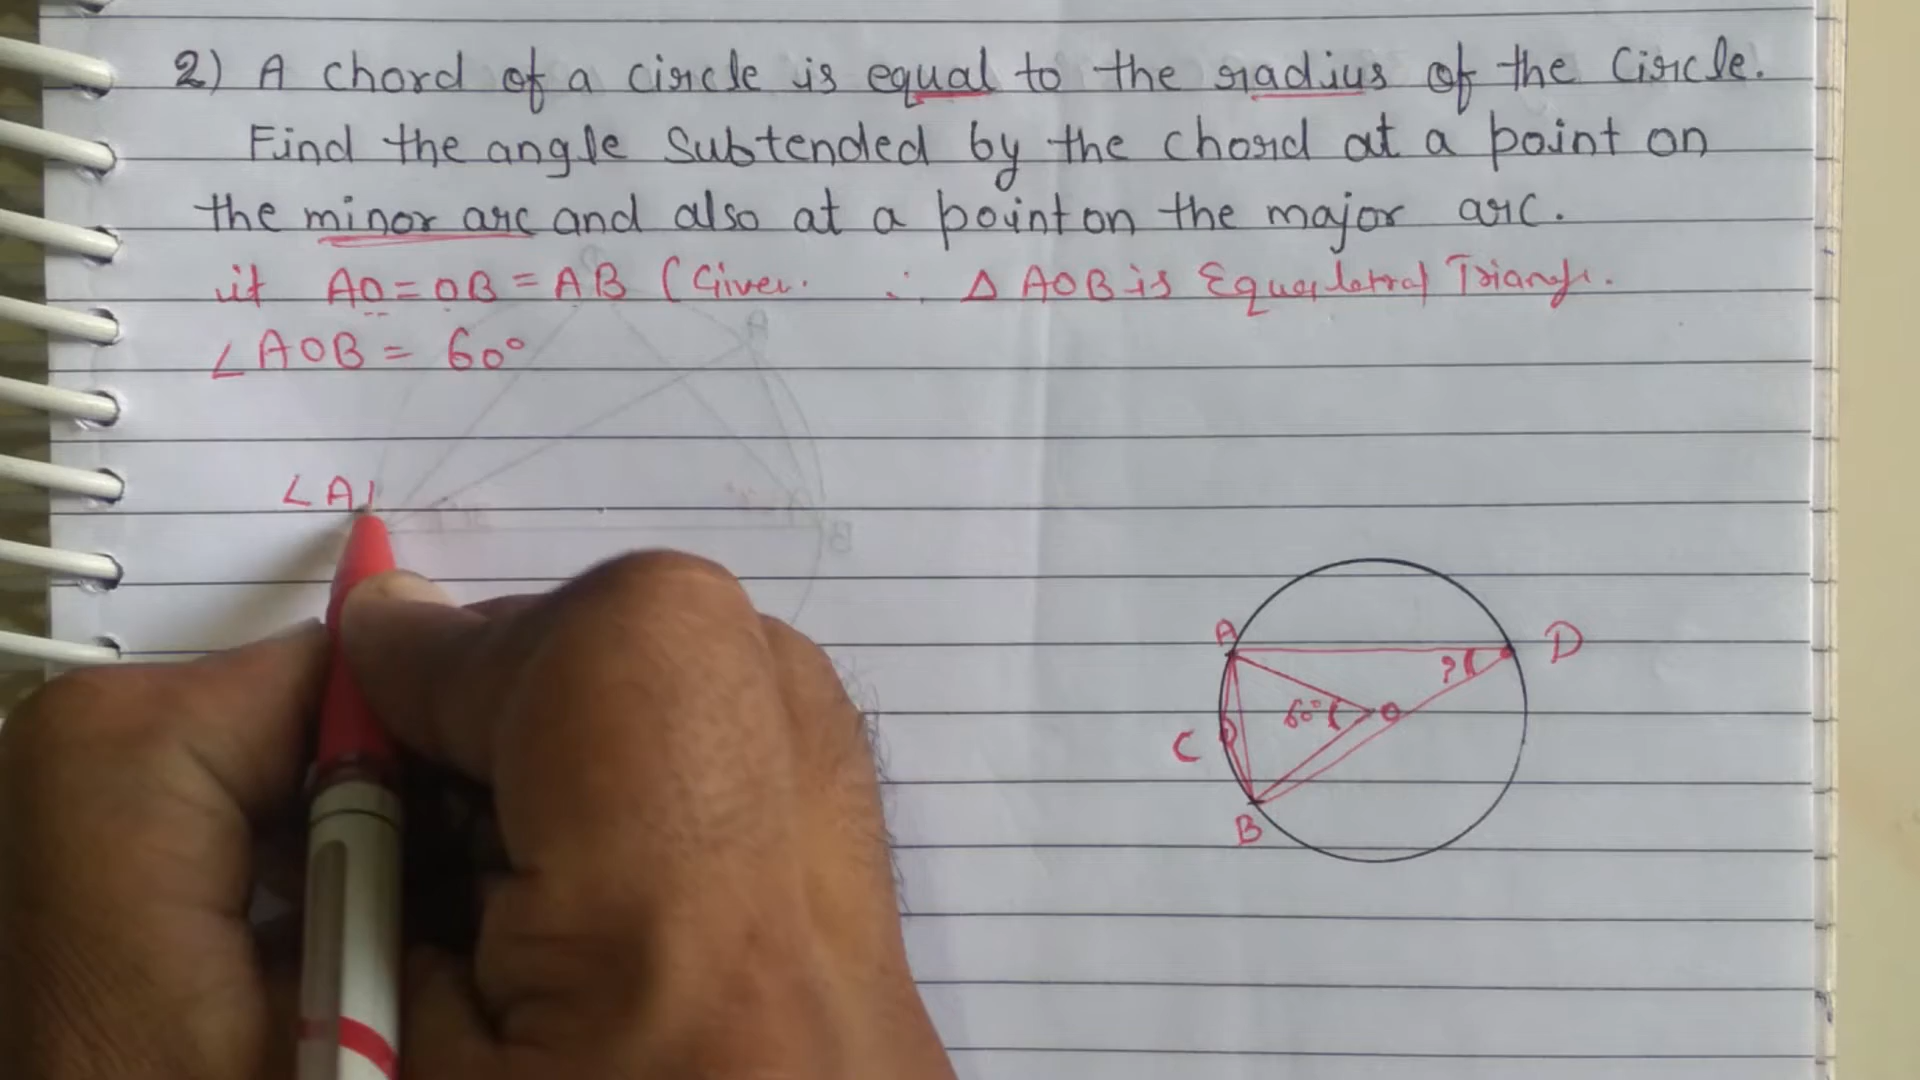 2) A chord of a circle is equal to the radius of the Circle.
Find the angle Subtended by the chord at a point on
the minor arc and also at a point on the major arc.
it AO = OB = AB (Given. ∴ Δ AOB is Equilateral Triangle.
∠AOB = 60°
∠A
A
D
?
60°
O
C
B